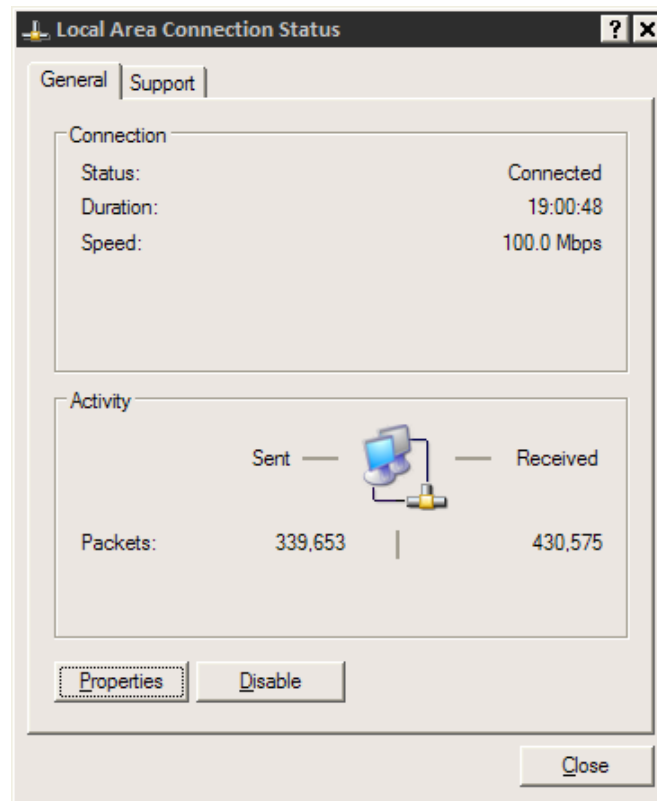 Local Area Connection Status
General Support
Connection
Status: Connected
Duration: 19:00:48
Speed: 100.0 Mbps
Activity
Sent Received
Packets: 339,653 430,575
Properties Disable
Close